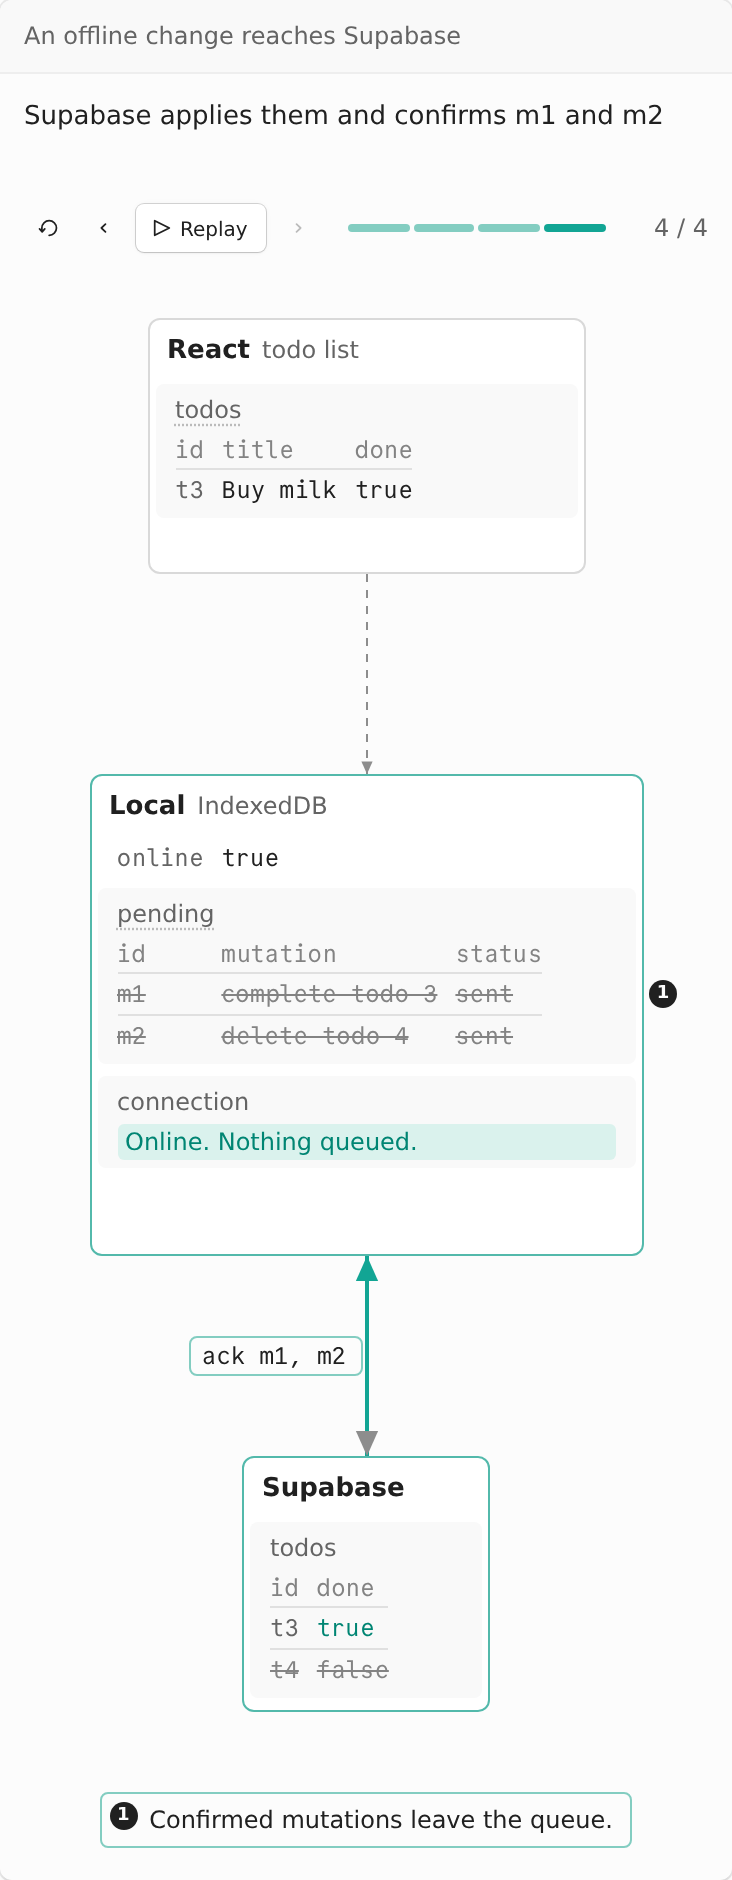 An offline change reaches Supabase
Supabase applies them and confirms m1 and m2
Replay
4 / 4
React todo list
todos
id title done
t3 Buy milk true
Local IndexedDB
online true
pending
id mutation status
m1 complete todo 3 sent
m2 delete todo 4 sent
1
connection
Online. Nothing queued.
ack m1, m2
Supabase
todos
id done
t3 true
t4 false
1 Confirmed mutations leave the queue.